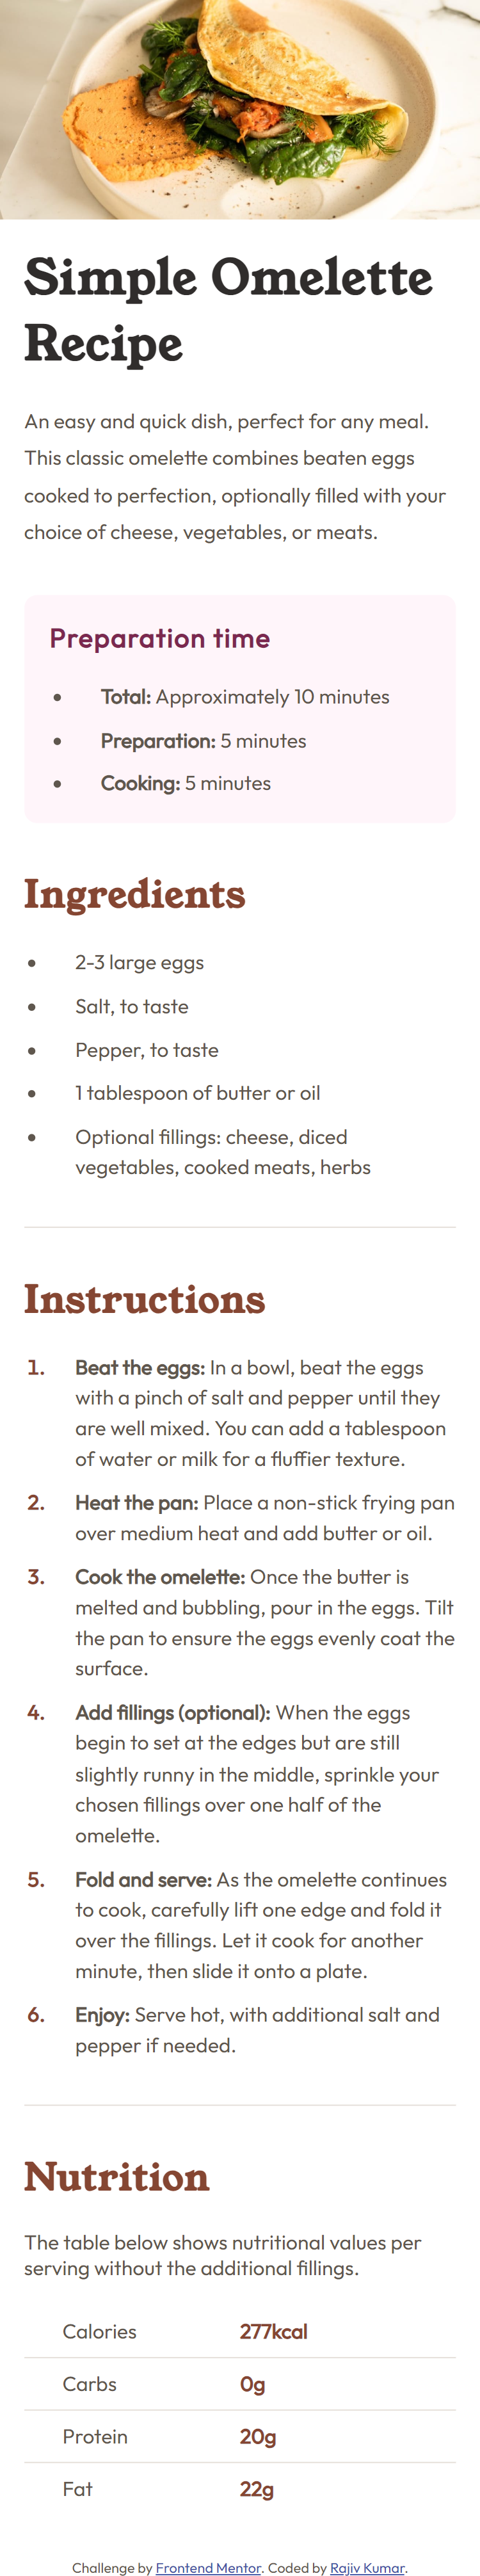 Simple Omelette
Recipe
An easy and quick dish, perfect for any meal.
This classic omelette combines beaten eggs
cooked to perfection, optionally filled with your
choice of cheese, vegetables, or meats.
Preparation time
• Total: Approximately 10 minutes
• Preparation: 5 minutes
• Cooking: 5 minutes
Ingredients
• 2-3 large eggs
• Salt, to taste
• Pepper, to taste
• 1 tablespoon of butter or oil
• Optional fillings: cheese, diced
vegetables, cooked meats, herbs
Instructions
1. Beat the eggs: In a bowl, beat the eggs
with a pinch of salt and pepper until they
are well mixed. You can add a tablespoon
of water or milk for a fluffier texture.
2. Heat the pan: Place a non-stick frying pan
over medium heat and add butter or oil.
3. Cook the omelette: Once the butter is
melted and bubbling, pour in the eggs. Tilt
the pan to ensure the eggs evenly coat the
surface.
4. Add fillings (optional): When the eggs
begin to set at the edges but are still
slightly runny in the middle, sprinkle your
chosen fillings over one half of the
omelette.
5. Fold and serve: As the omelette continues
to cook, carefully lift one edge and fold it
over the fillings. Let it cook for another
minute, then slide it onto a plate.
6. Enjoy: Serve hot, with additional salt and
pepper if needed.
Nutrition
The table below shows nutritional values per
serving without the additional fillings.
Calories 277kcal
Carbs 0g
Protein 20g
Fat 22g
Challenge by Frontend Mentor. Coded by Rajiv Kumar.